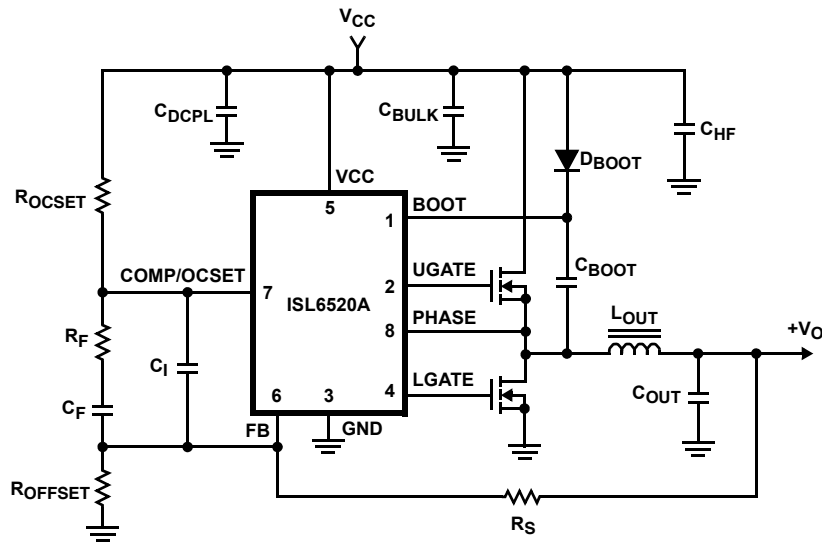 VCC
CDCPL
CBULK
CHF
DBOOT
ROCSET
VCC
5
BOOT
1
CBOOT
COMP/OCSET
7
ISL6520A
UGATE
2
PHASE
8
LOUT
+VO
RF
CI
LGATE
4
COUT
CF
6
3
FB
GND
ROFFSET
RS